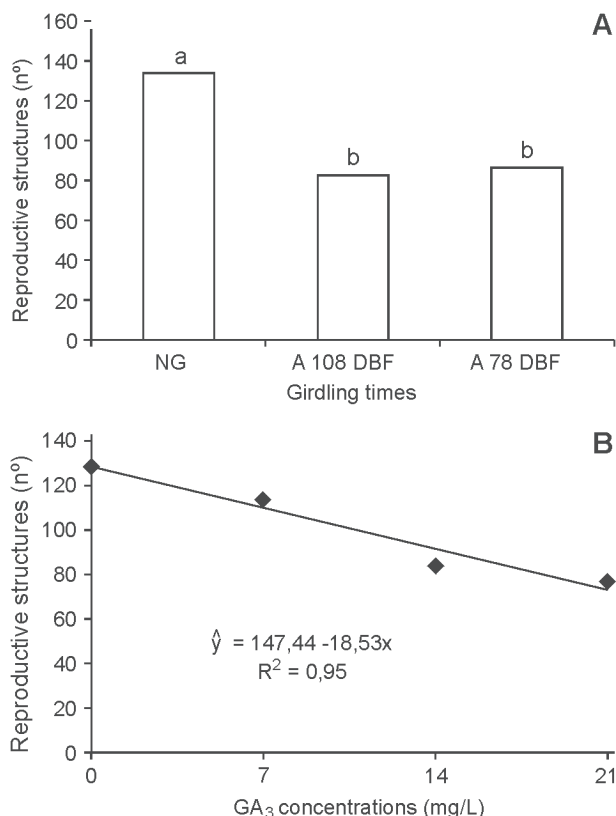 A
Reproductive structures (nº)
160
140
120
100
80
60
40
20
0
a
b
b
NG
A 108 DBF
A 78 DBF
Girdling times
B
Reproductive structures (nº)
140
120
100
80
60
40
20
0
ŷ = 147,44 -18,53x
R² = 0,95
0
7
14
21
GA₃ concentrations (mg/L)